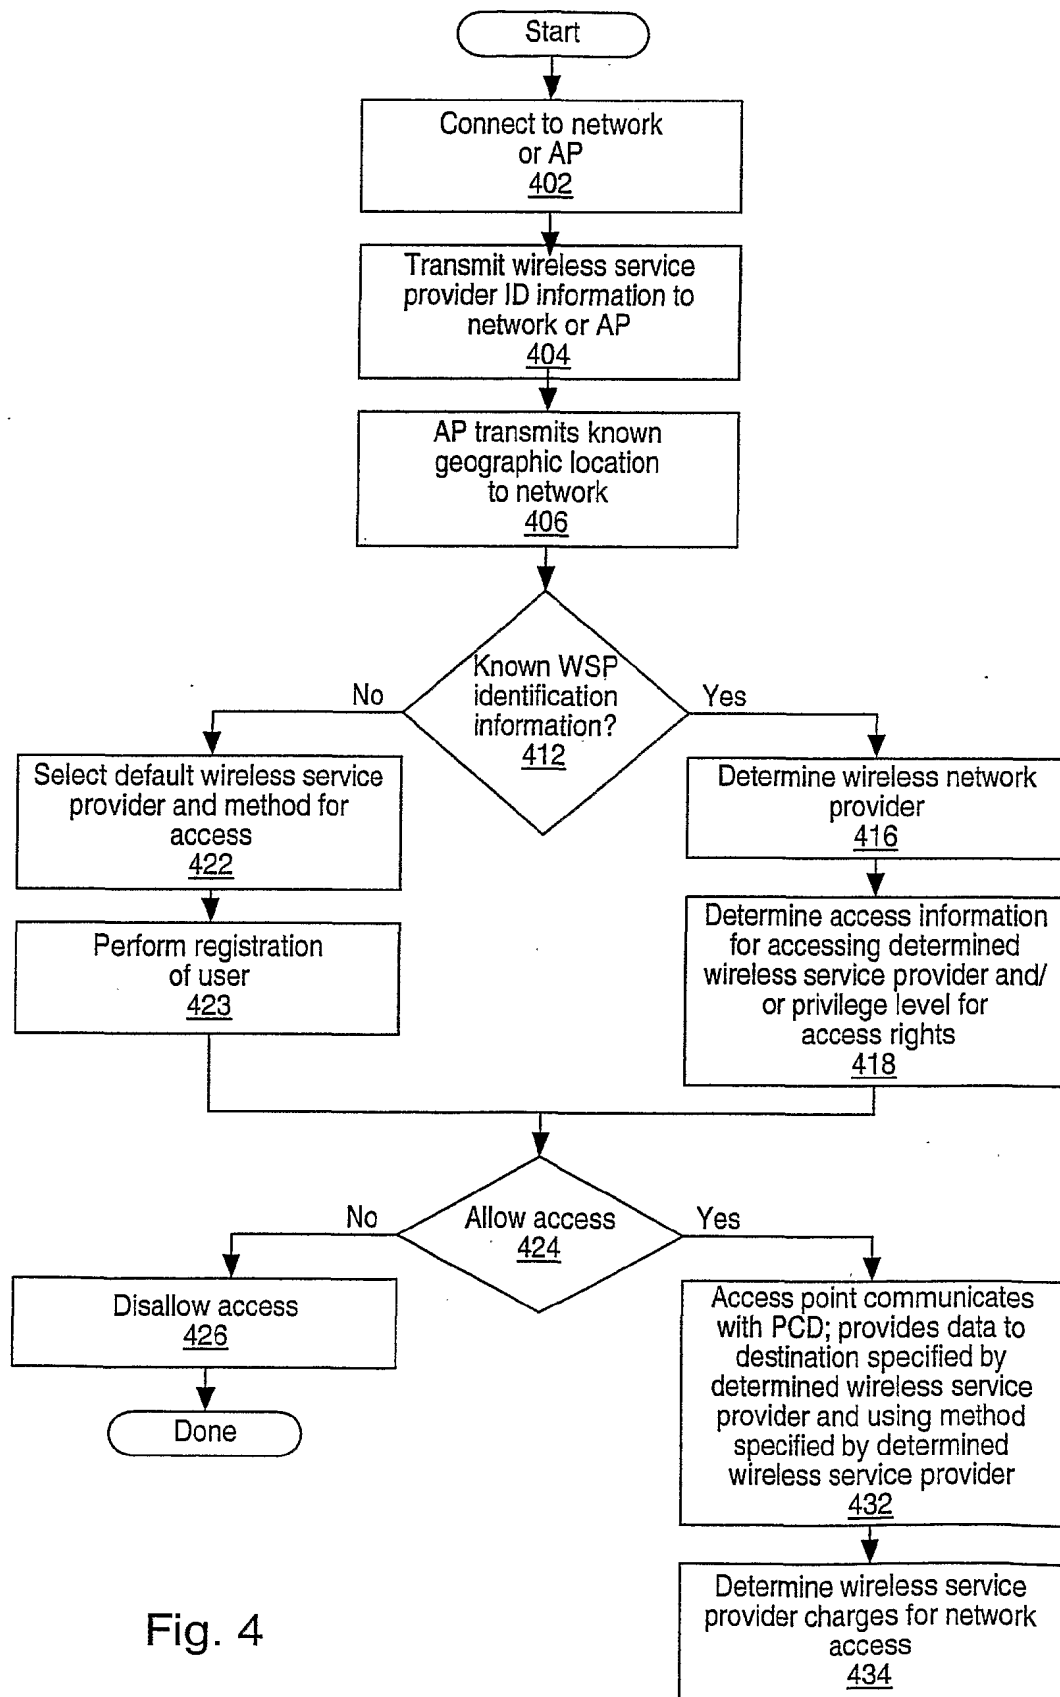 Start
Connect to network
or AP
402
Transmit wireless service
provider ID information to
network or AP
404
AP transmits known
geographic location
to network
406
Known WSP
identification
information?
412
No
Yes
Select default wireless service
provider and method for
access
422
Determine wireless network
provider
416
Perform registration
of user
423
Determine access information
for accessing determined
wireless service provider and/
or privilege level for
access rights
418
Allow access
424
No
Yes
Disallow access
426
Done
Access point communicates
with PCD; provides data to
destination specified by
determined wireless service
provider and using method
specified by determined
wireless service provider
432
Determine wireless service
provider charges for network
access
434
Fig. 4